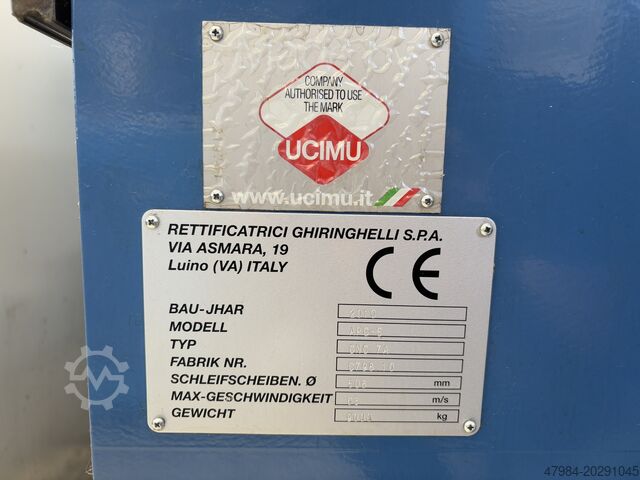 COMPANY
AUTHORISED TO USE
THE MARK
UCIMU
www.ucimu.it
RETTIFICATRICI GHIRINGHELLI S.P.A.
VIA ASMARA, 19
Luino (VA) ITALY
CE
BAU-JHAR
MODELL
TYP
FABRIK NR.
SCHLEIFSCHEIBEN. Ø mm
MAX-GESCHWINDIGKEIT m/s
GEWICHT kg
47984-20291045